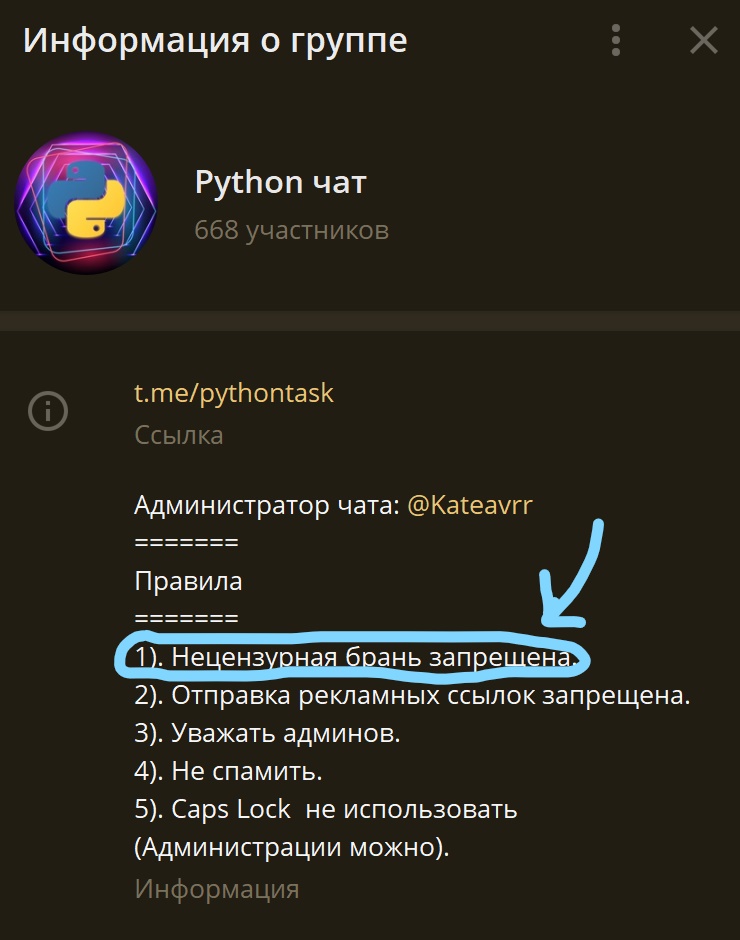 Информация о группе
Python чат
668 участников
t.me/pythontask
Ссылка
Администратор чата: @Kateavrr
=======
Правила
=======
1). Нецензурная брань запрещена.
2). Отправка рекламных ссылок запрещена.
3). Уважать админов.
4). Не спамить.
5). Caps Lock  не использовать
(Администрации можно).
Информация